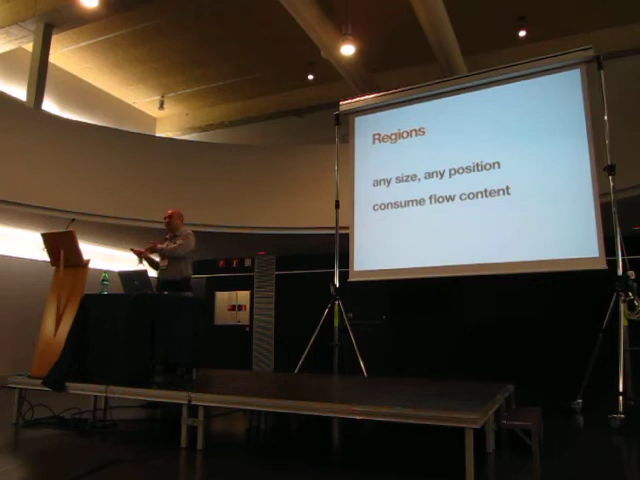 Regions
any size, any position
consume flow content